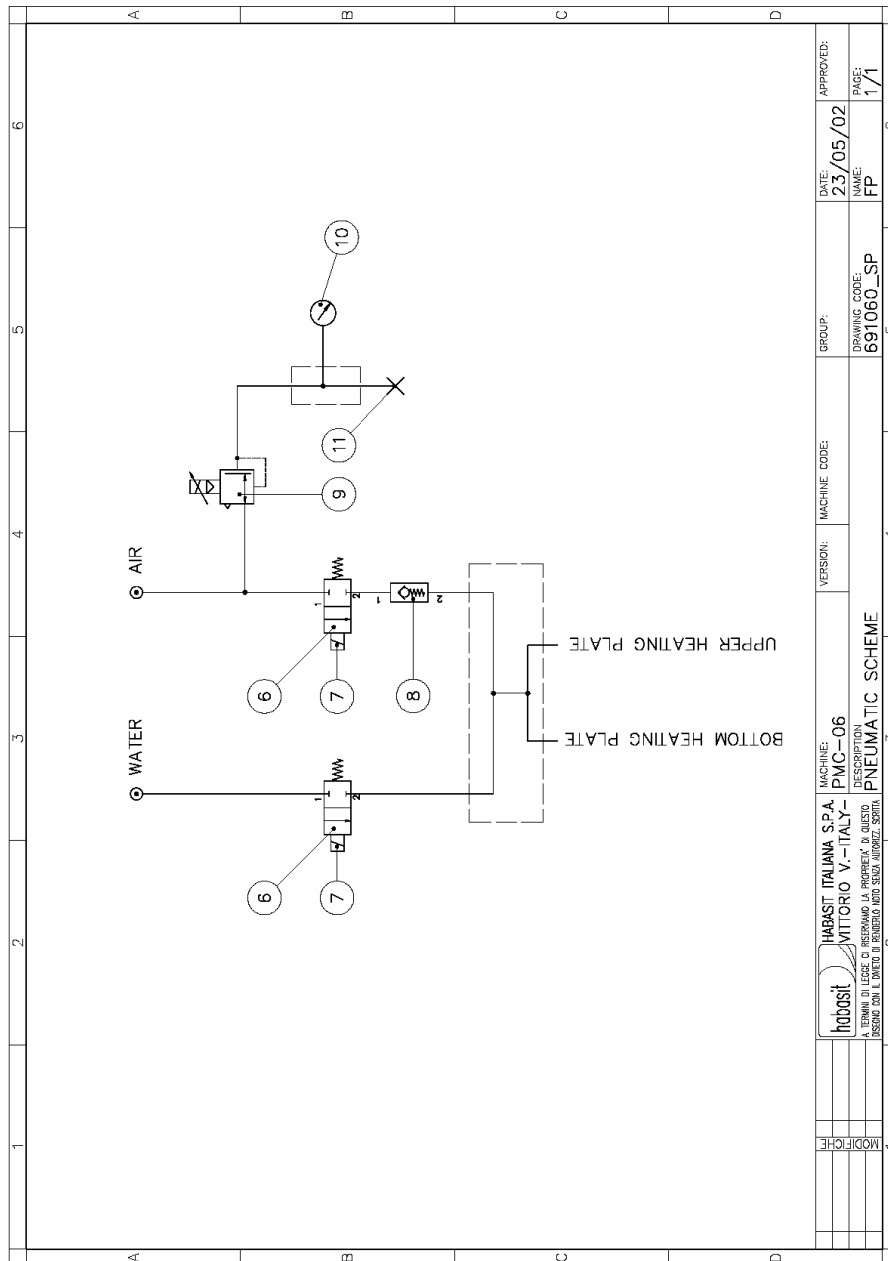 1 2 3 4 5 6
A
B
C
D
WATER
AIR
6
7
6
7
8
9
10
11
1
2
1
2
1
2
BOTTOM HEATING PLATE
UPPER HEATING PLATE
MODIFICHE
habasit
HABASIT ITALIANA S.P.A.
VITTORIO V.-ITALY-
A TERMINI DI LEGGE CI RISERVIAMO LA PROPRIETA' DI QUESTO
DISEGNO CON IL DIVIETO DI RENDERLO NOTO SENZA AUTORIZZ. SCRITTA
MACHINE:
PMC-06
VERSION:
MACHINE CODE:
GROUP:
DATE:
23/05/02
APPROVED:
DESCRIPTION
PNEUMATIC SCHEME
DRAWING CODE:
691060_SP
NAME:
FP
PAGE:
1/1
A
B
C
D